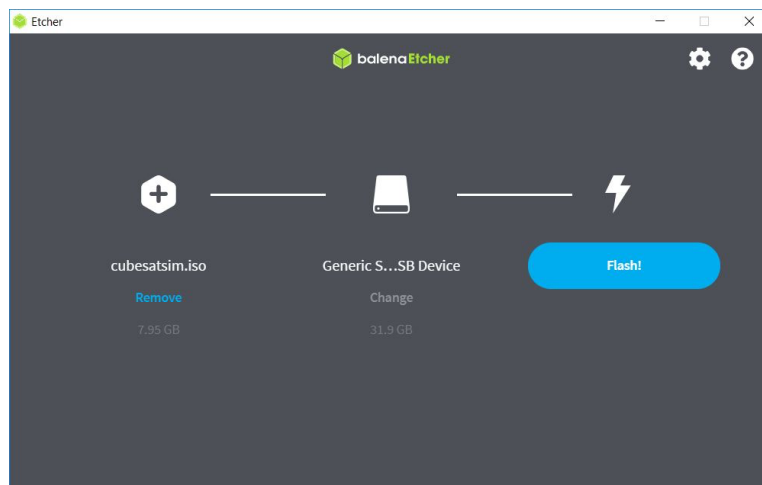 Etcher
balenaEtcher
cubesatsim.iso
Remove
7.95 GB
Generic S...SB Device
Change
31.9 GB
Flash!